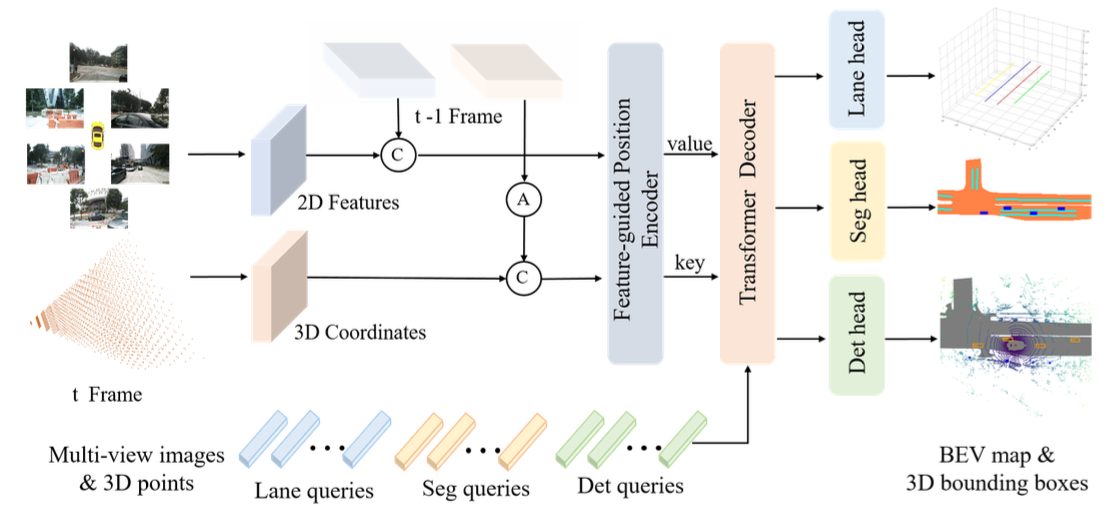 t -1 Frame
C
2D Features
A
C
3D Coordinates
t Frame
Multi-view images
& 3D points
Feature-guided Position
Encoder
value
key
Transformer Decoder
Lane head
Seg head
Det head
Lane queries
Seg queries
Det queries
BEV map &
3D bounding boxes